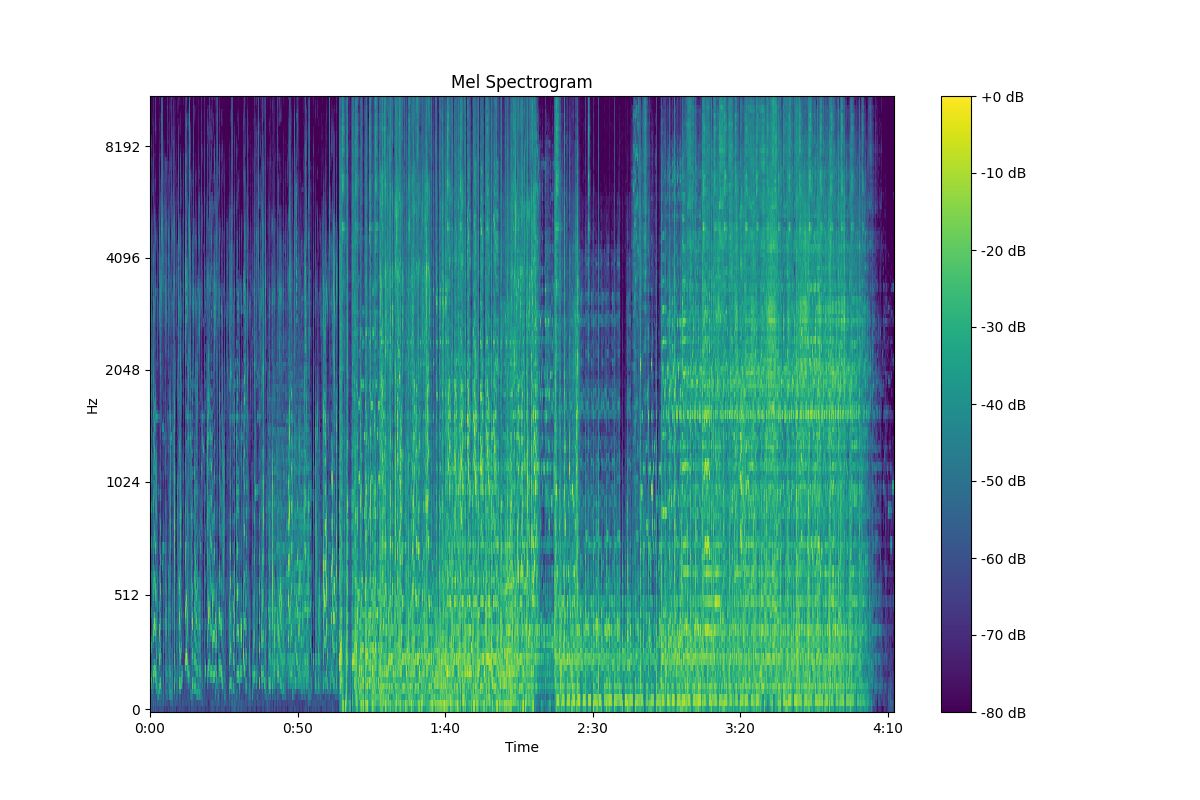 Mel Spectrogram
Hz
8192
4096
2048
1024
512
0
0:00 0:50 1:40 2:30 3:20 4:10
Time
+0 dB
-10 dB
-20 dB
-30 dB
-40 dB
-50 dB
-60 dB
-70 dB
-80 dB